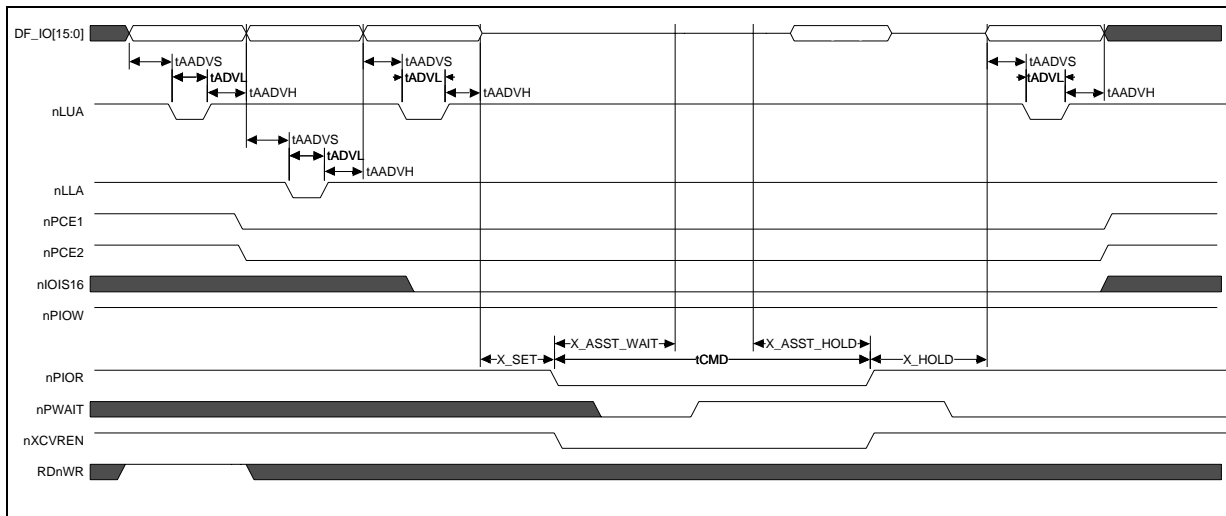 DF_IO[15:0]
tAADVS tAADVS tAADVS
tADVL tADVL tADVL
tAADVH tAADVH tAADVH
nLUA
tAADVS
tADVL
tAADVH
nLLA
nPCE1
nPCE2
nIOIS16
nPIOW
X_ASST_WAIT X_ASST_HOLD
X_SET tCMD X_HOLD
nPIOR
nPWAIT
nXCVREN
RDnWR